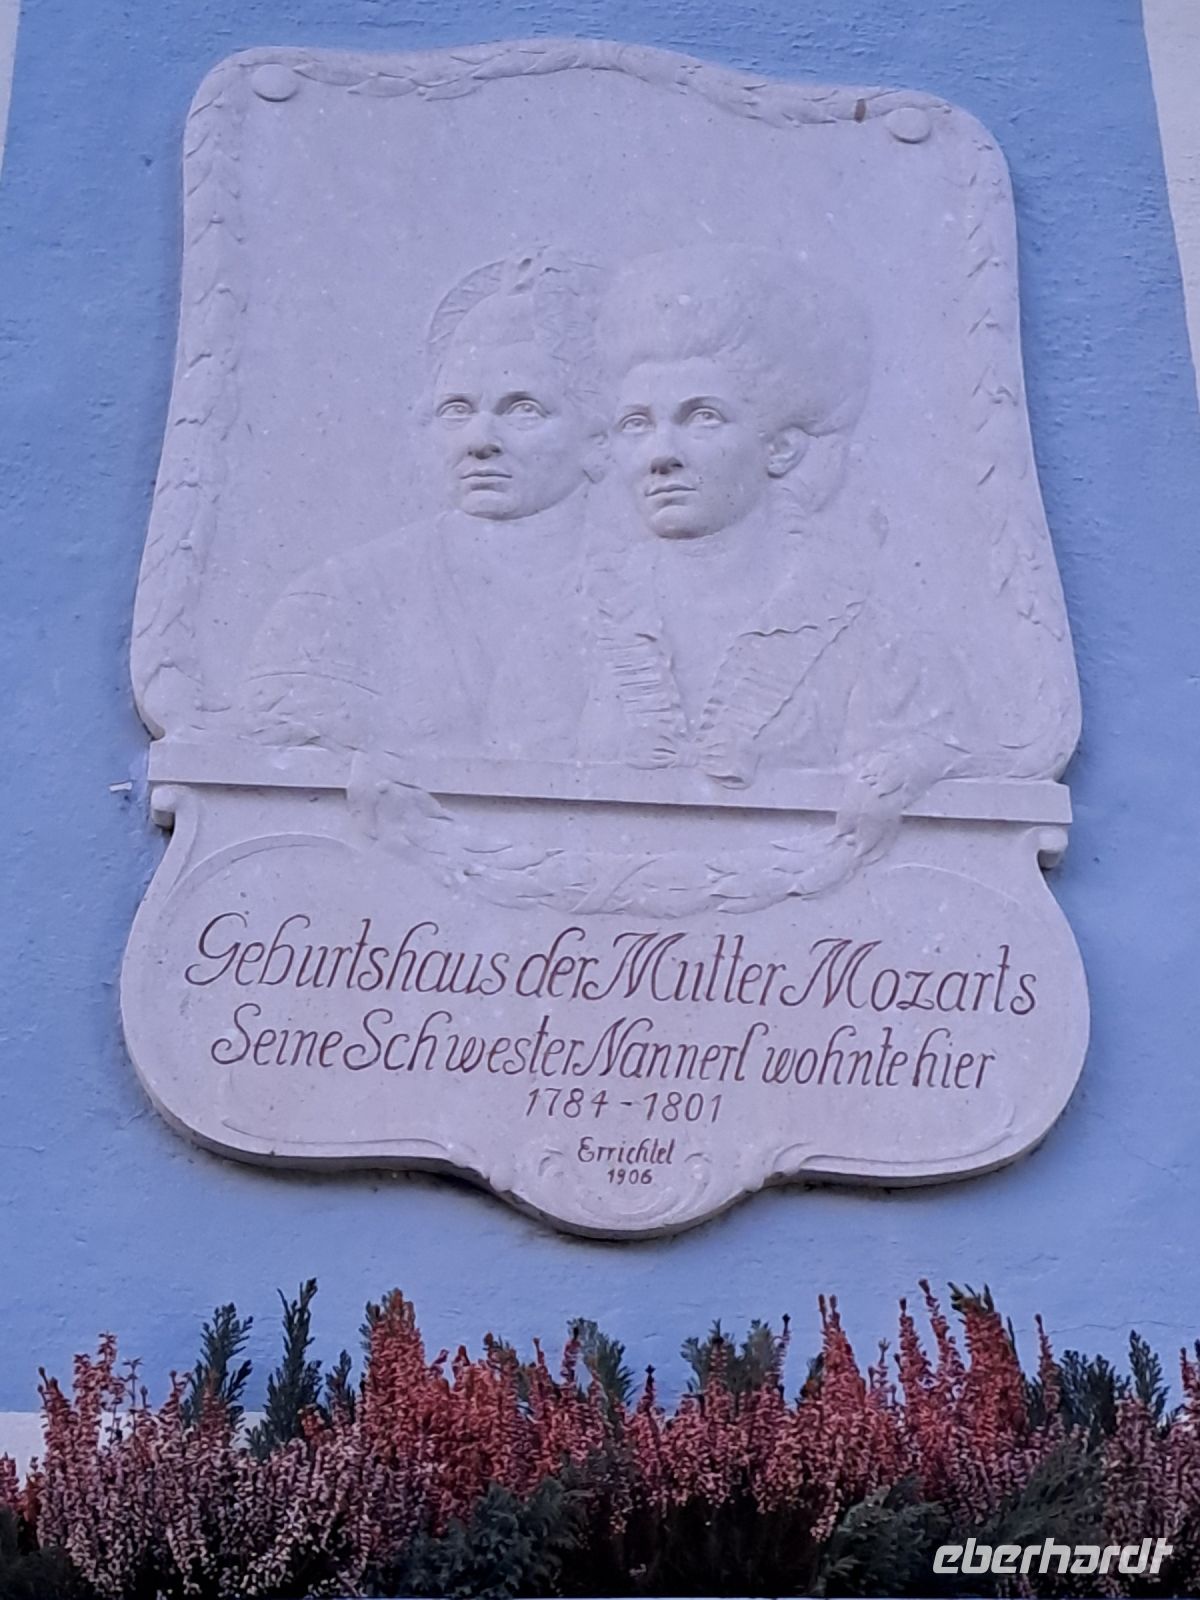 Geburtshaus der Mutter Mozarts
Seine Schwester Nannerl wohnte hier
1784-1801
Errichtet
1906
eberhardt